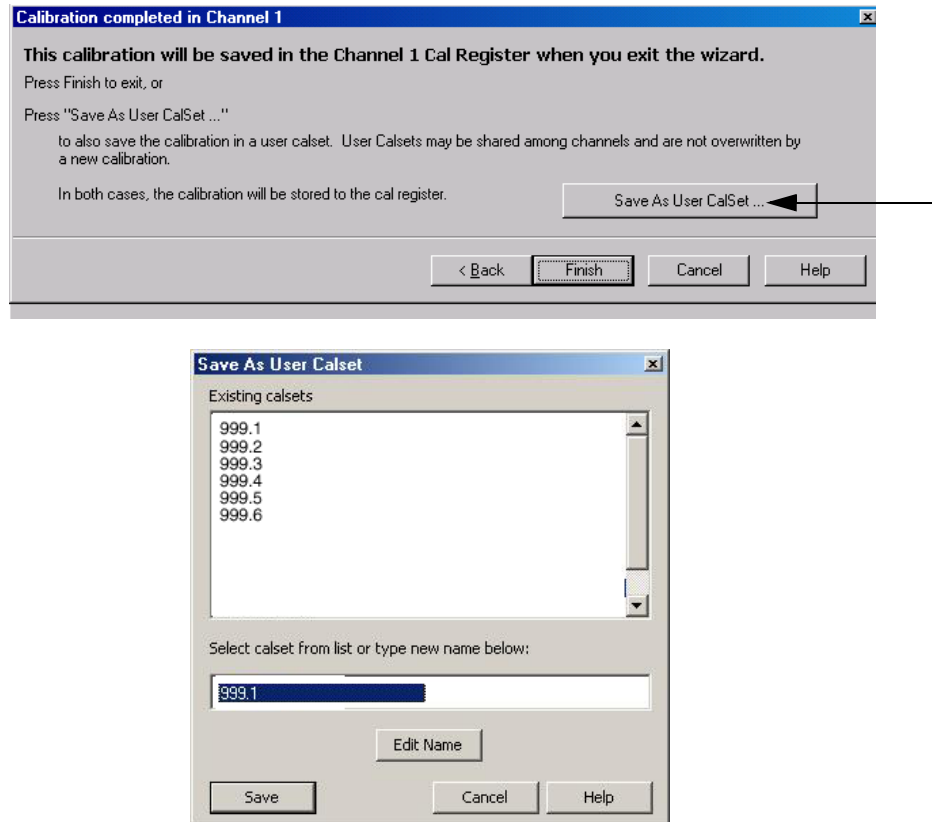 Calibration completed in Channel 1
This calibration will be saved in the Channel 1 Cal Register when you exit the wizard.
Press Finish to exit, or
Press "Save As User CalSet ..."
to also save the calibration in a user calset. User Calsets may be shared among channels and are not overwritten by
a new calibration.
In both cases, the calibration will be stored to the cal register.
Save As User CalSet ...
< Back
Finish
Cancel
Help
Save As User Calset
Existing calsets
999.1
999.2
999.3
999.4
999.5
999.6
Select calset from list or type new name below:
999.1
Edit Name
Save
Cancel
Help